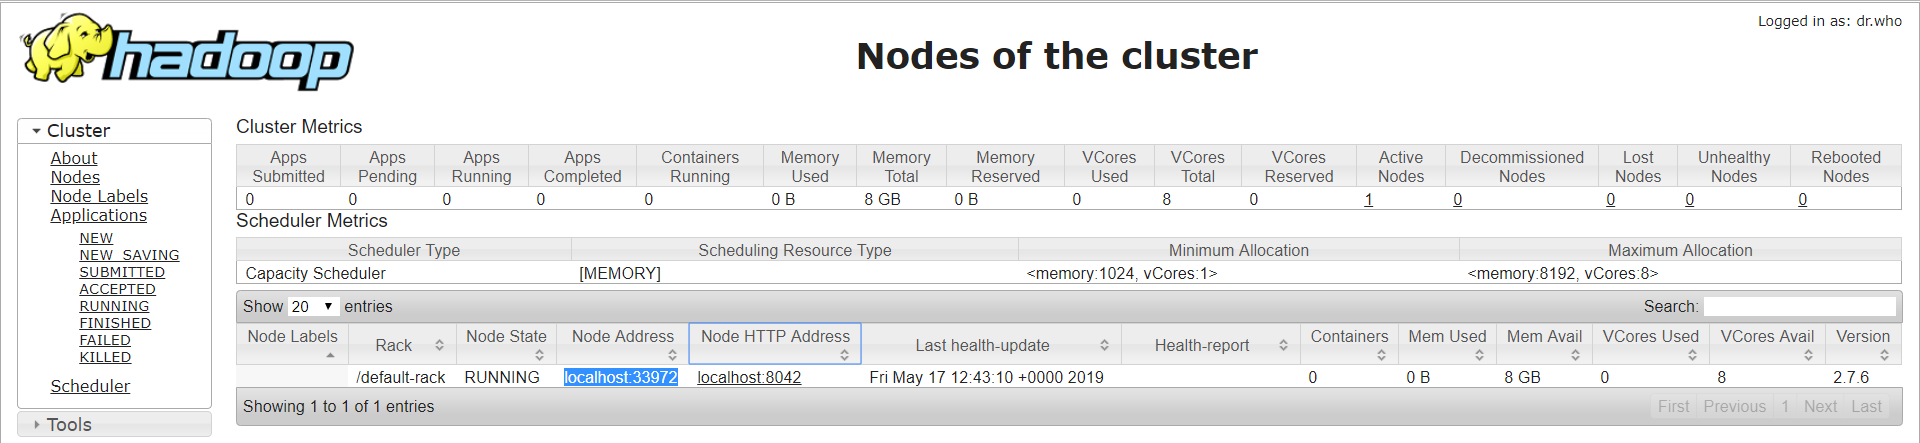 Logged in as: dr.who
hadoop
Nodes of the cluster
Cluster
About
Nodes
Node Labels
Applications
NEW
NEW_SAVING
SUBMITTED
ACCEPTED
RUNNING
FINISHED
FAILED
KILLED
Scheduler
Tools
Cluster Metrics
Apps Submitted Apps Pending Apps Running Apps Completed Containers Running Memory Used Memory Total Memory Reserved VCores Used VCores Total VCores Reserved Active Nodes Decommissioned Nodes Lost Nodes Unhealthy Nodes Rebooted Nodes
0 0 0 0 0 0 B 8 GB 0 B 0 8 0 1 0 0 0 0
Scheduler Metrics
Scheduler Type Scheduling Resource Type Minimum Allocation Maximum Allocation
Capacity Scheduler [MEMORY] <memory:1024, vCores:1> <memory:8192, vCores:8>
Show 20 entries Search:
Node Labels Rack Node State Node Address Node HTTP Address Last health-update Health-report Containers Mem Used Mem Avail VCores Used VCores Avail Version
/default-rack RUNNING localhost:33972 localhost:8042 Fri May 17 12:43:10 +0000 2019 0 0 B 8 GB 0 8 2.7.6
Showing 1 to 1 of 1 entries First Previous 1 Next Last